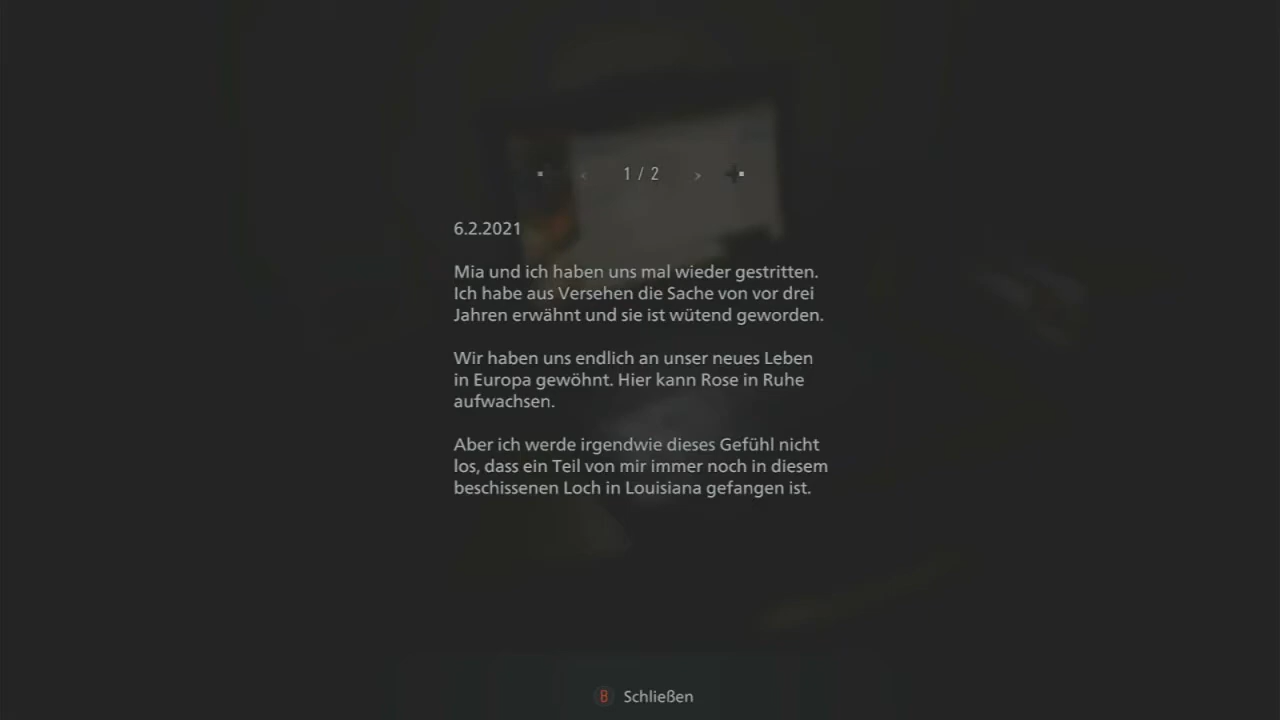 1 / 2
6.2.2021
Mia und ich haben uns mal wieder gestritten.
Ich habe aus Versehen die Sache von vor drei
Jahren erwähnt und sie ist wütend geworden.
Wir haben uns endlich an unser neues Leben
in Europa gewöhnt. Hier kann Rose in Ruhe
aufwachsen.
Aber ich werde irgendwie dieses Gefühl nicht
los, dass ein Teil von mir immer noch in diesem
beschissenen Loch in Louisiana gefangen ist.
B Schließen